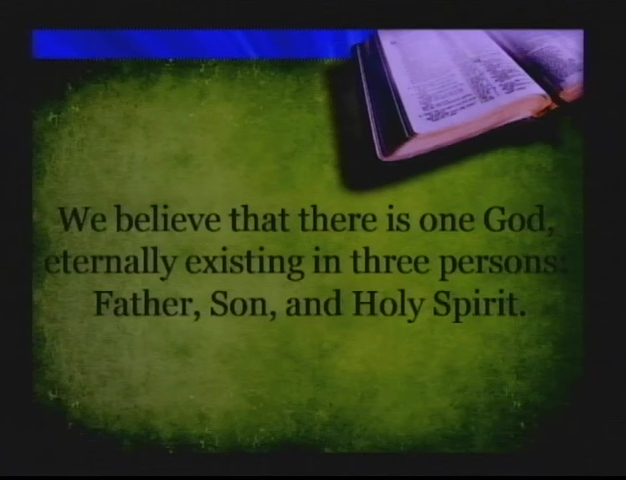 We believe that there is one God,
eternally existing in three persons:
Father, Son, and Holy Spirit.